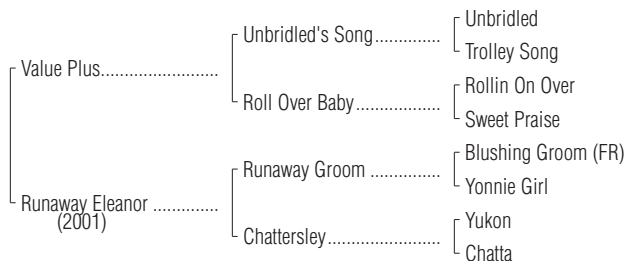 Unbridled
Unbridled's Song...............
Trolley Song
Value Plus.........................
Rollin On Over
Roll Over Baby ...................
Sweet Praise
Blushing Groom (FR)
Runaway Groom ...............
Yonnie Girl
Runaway Eleanor ..............
(2001)
Yukon
Chattersley.........................
Chatta